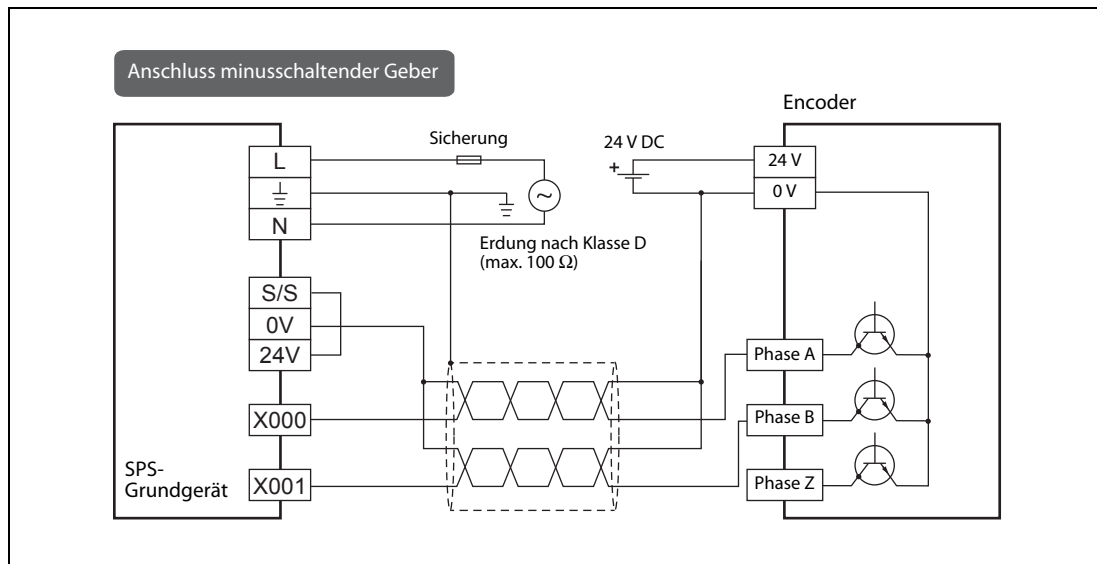 Anschluss minusschaltender Geber
Encoder
Sicherung
24 V DC
+
L
N
24 V
0 V
~
Erdung nach Klasse D
(max. 100 Ω)
S/S
0V
24V
Phase A
X000
Phase B
SPS-
Grundgerät
X001
Phase Z